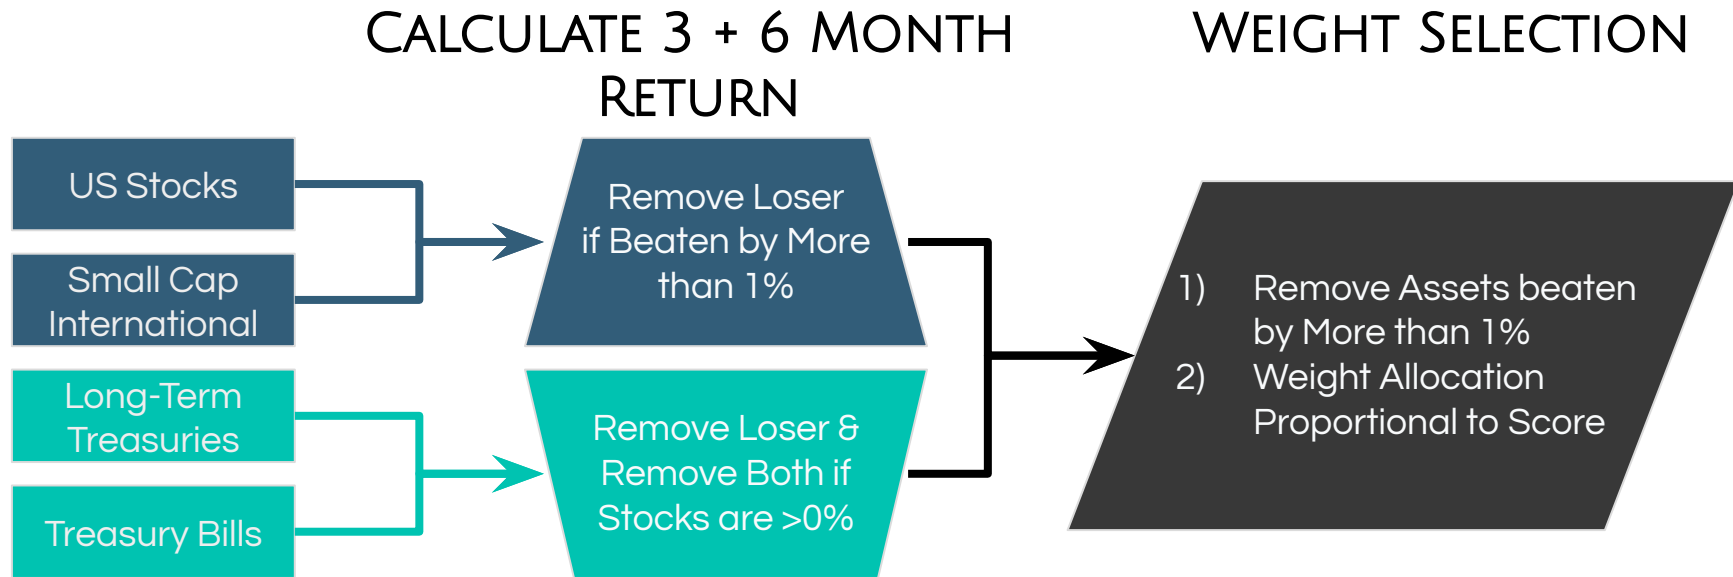 CALCULATE 3 + 6 MONTH
RETURN
WEIGHT SELECTION
US Stocks
Small Cap
International
Long-Term
Treasuries
Treasury Bills
Remove Loser
if Beaten by More
than 1%
Remove Loser &
Remove Both if
Stocks are >0%
1) Remove Assets beaten
by More than 1%
2) Weight Allocation
Proportional to Score